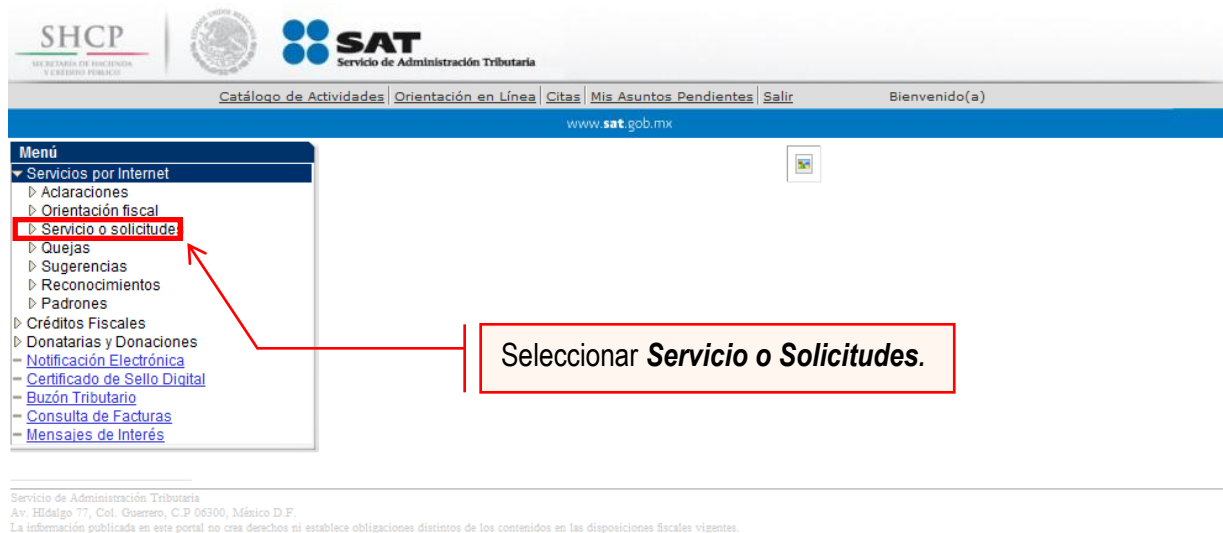 SHCP
SECRETARÍA DE HACIENDA
Y CRÉDITO PÚBLICO
SAT
Servicio de Administración Tributaria
Catálogo de Actividades Orientación en Línea Citas Mis Asuntos Pendientes Salir Bienvenido(a)
www.sat.gob.mx
Menú
Servicios por Internet
Aclaraciones
Orientación fiscal
Servicio o solicitudes
Quejas
Sugerencias
Reconocimientos
Padrones
Créditos Fiscales
Donatarias y Donaciones
Notificación Electrónica
Certificado de Sello Digital
Buzón Tributario
Consulta de Facturas
Mensajes de Interés
Seleccionar Servicio o Solicitudes.
Servicio de Administración Tributaria
Av. HIdalgo 77, Col. Guerrero, C.P 06300, México D.F.
La información publicada en este portal no crea derechos ni establece obligaciones distintos de los contenidos en las disposiciones fiscales vigentes.